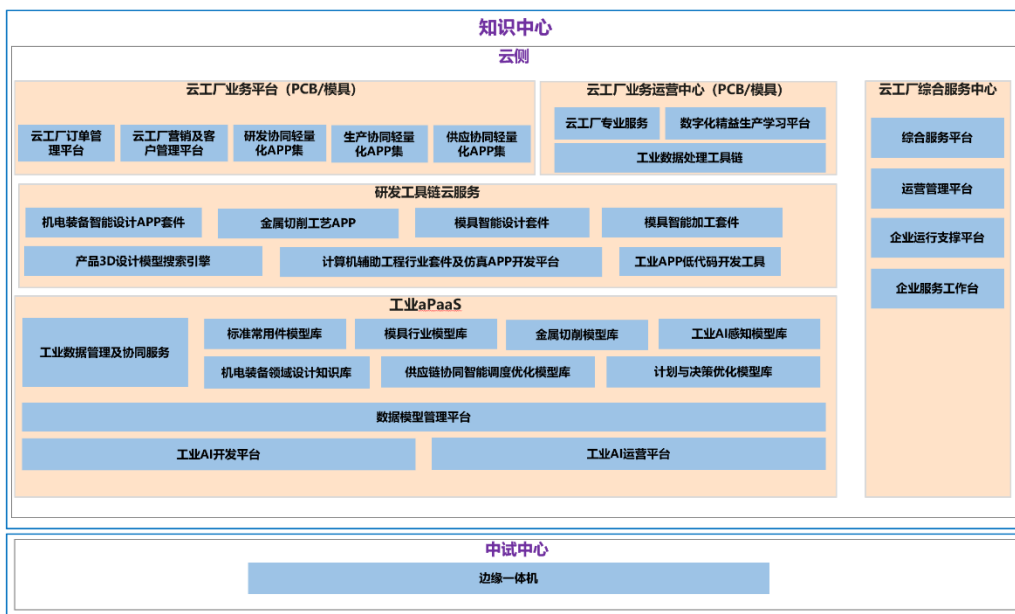 知识中心
云侧
云工厂业务平台（PCB/模具）
云工厂订单管
理平台
云工厂营销及客
户管理平台
研发协同轻量
化APP集
生产协同轻量
化APP集
供应协同轻量
化APP集
云工厂业务运营中心（PCB/模具）
云工厂专业服务
数字化精益生产学习平台
工业数据处理工具链
云工厂综合服务中心
综合服务平台
运营管理平台
企业运行支撑平台
企业服务工作台
研发工具链云服务
机电装备智能设计APP套件
金属切削工艺APP
模具智能设计套件
模具智能加工套件
产品3D设计模型搜索引擎
计算机辅助工程行业套件及仿真APP开发平台
工业APP低代码开发工具
工业aPaaS
工业数据管理及协同服务
标准常用件模型库
模具行业模型库
金属切削模型库
工业AI感知模型库
机电装备领域设计知识库
供应链协同智能调度优化模型库
计划与决策优化模型库
数据模型管理平台
工业AI开发平台
工业AI运营平台
中试中心
边缘一体机